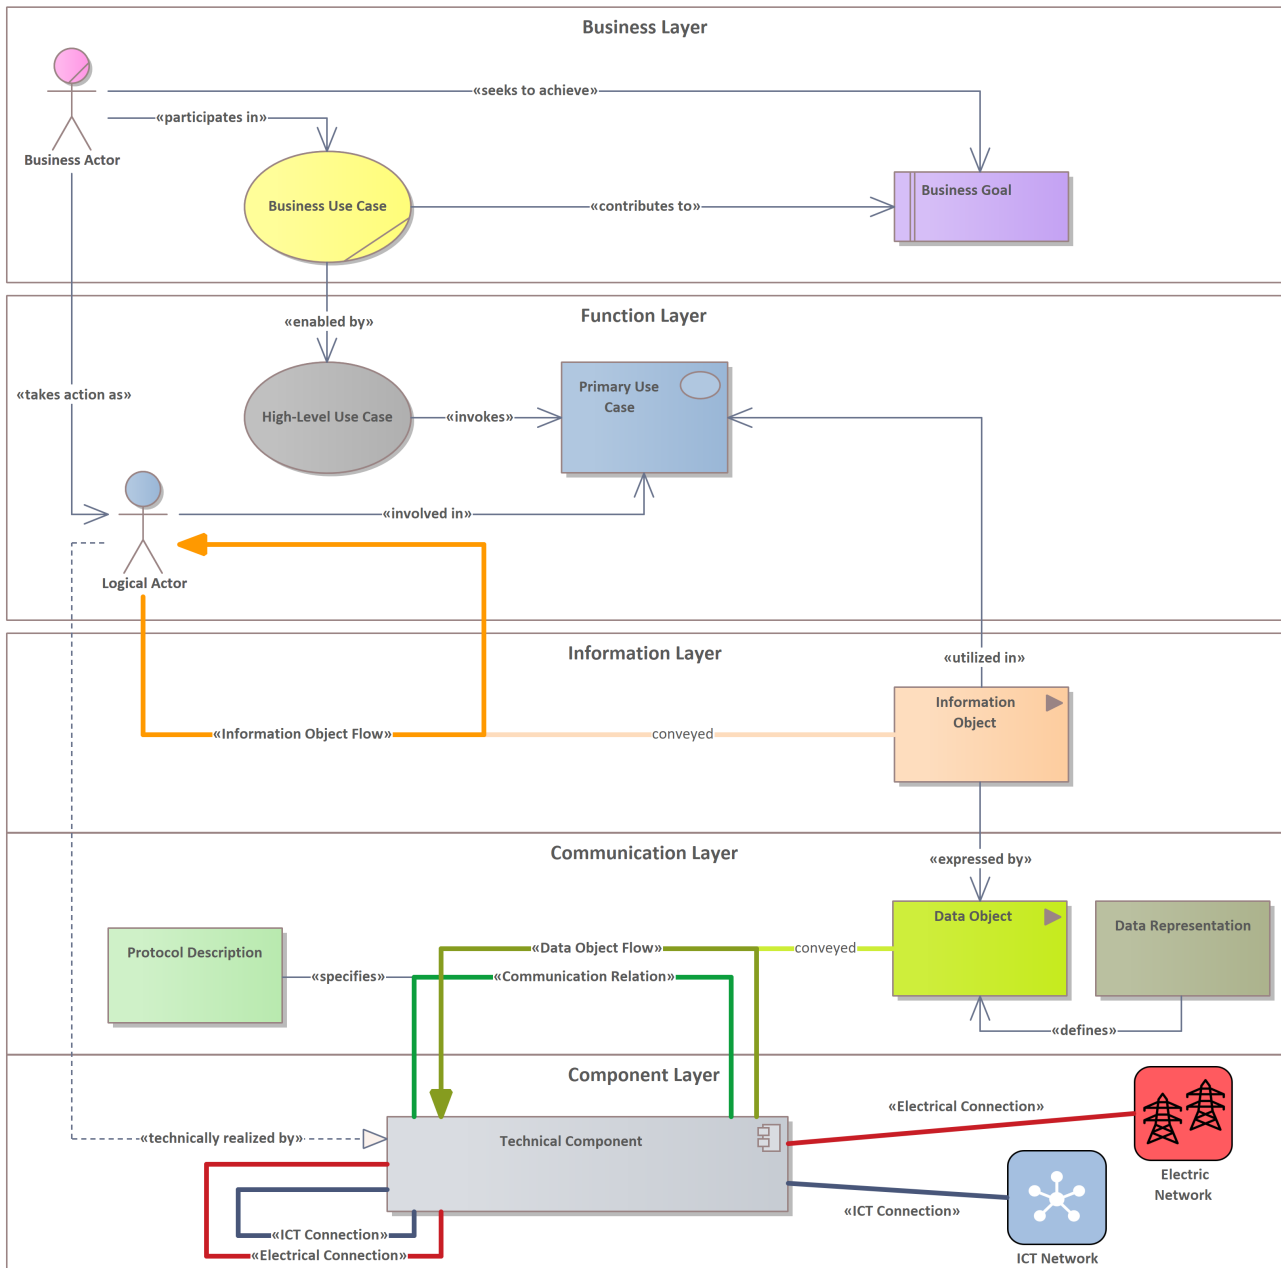 Business Layer
«seeks to achieve»
«participates in»
Business Actor
Business Goal
Business Use Case
«contributes to»
Function Layer
«enabled by»
Primary Use
Case
«takes action as»
High-Level Use Case
«invokes»
«involved in»
Logical Actor
Information Layer
«utilized in»
Information
Object
«Information Object Flow»
conveyed
Communication Layer
«expressed by»
Data Object
Data Representation
Protocol Description
«Data Object Flow»
conveyed
«specifies»
«Communication Relation»
«defines»
Component Layer
«Electrical Connection»
«technically realized by»
Technical Component
Electric
Network
«ICT Connection»
«ICT Connection»
«Electrical Connection»
ICT Network